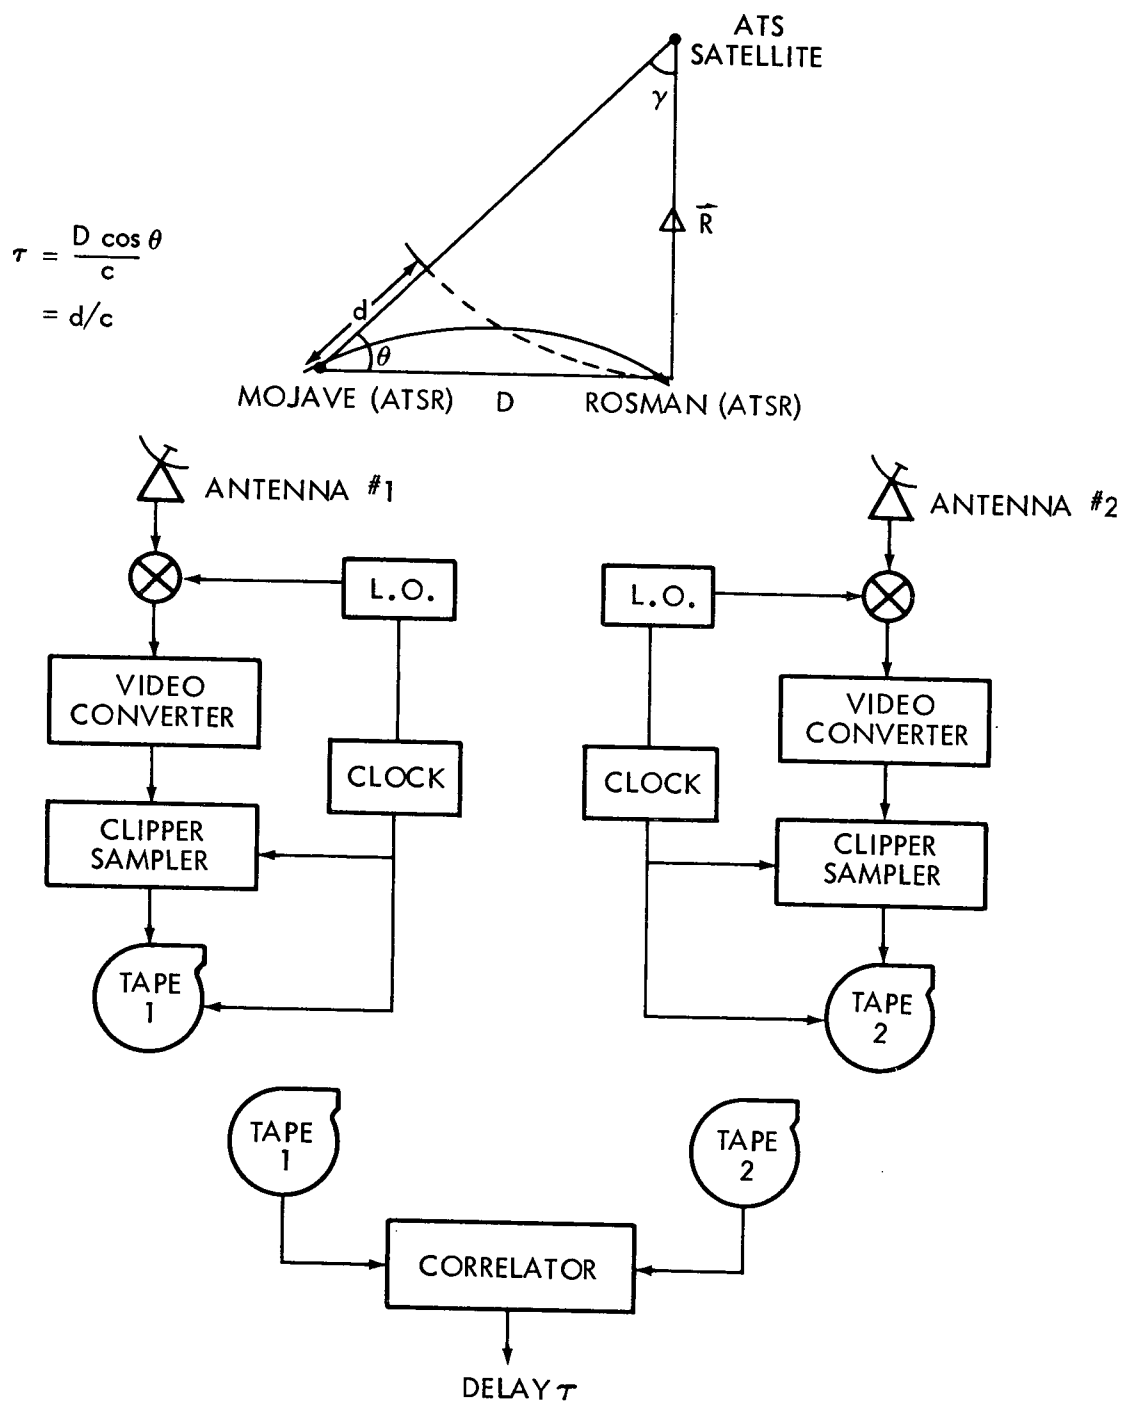 ATS
SATELLITE
γ
R⃗
τ = D cos θ / c
= d/c
d
θ
MOJAVE (ATSR) D ROSMAN (ATSR)
ANTENNA #1
ANTENNA #2
L.O.
L.O.
VIDEO
CONVERTER
VIDEO
CONVERTER
CLOCK
CLOCK
CLIPPER
SAMPLER
CLIPPER
SAMPLER
TAPE
1
TAPE
2
TAPE
1
TAPE
2
CORRELATOR
DELAY τ